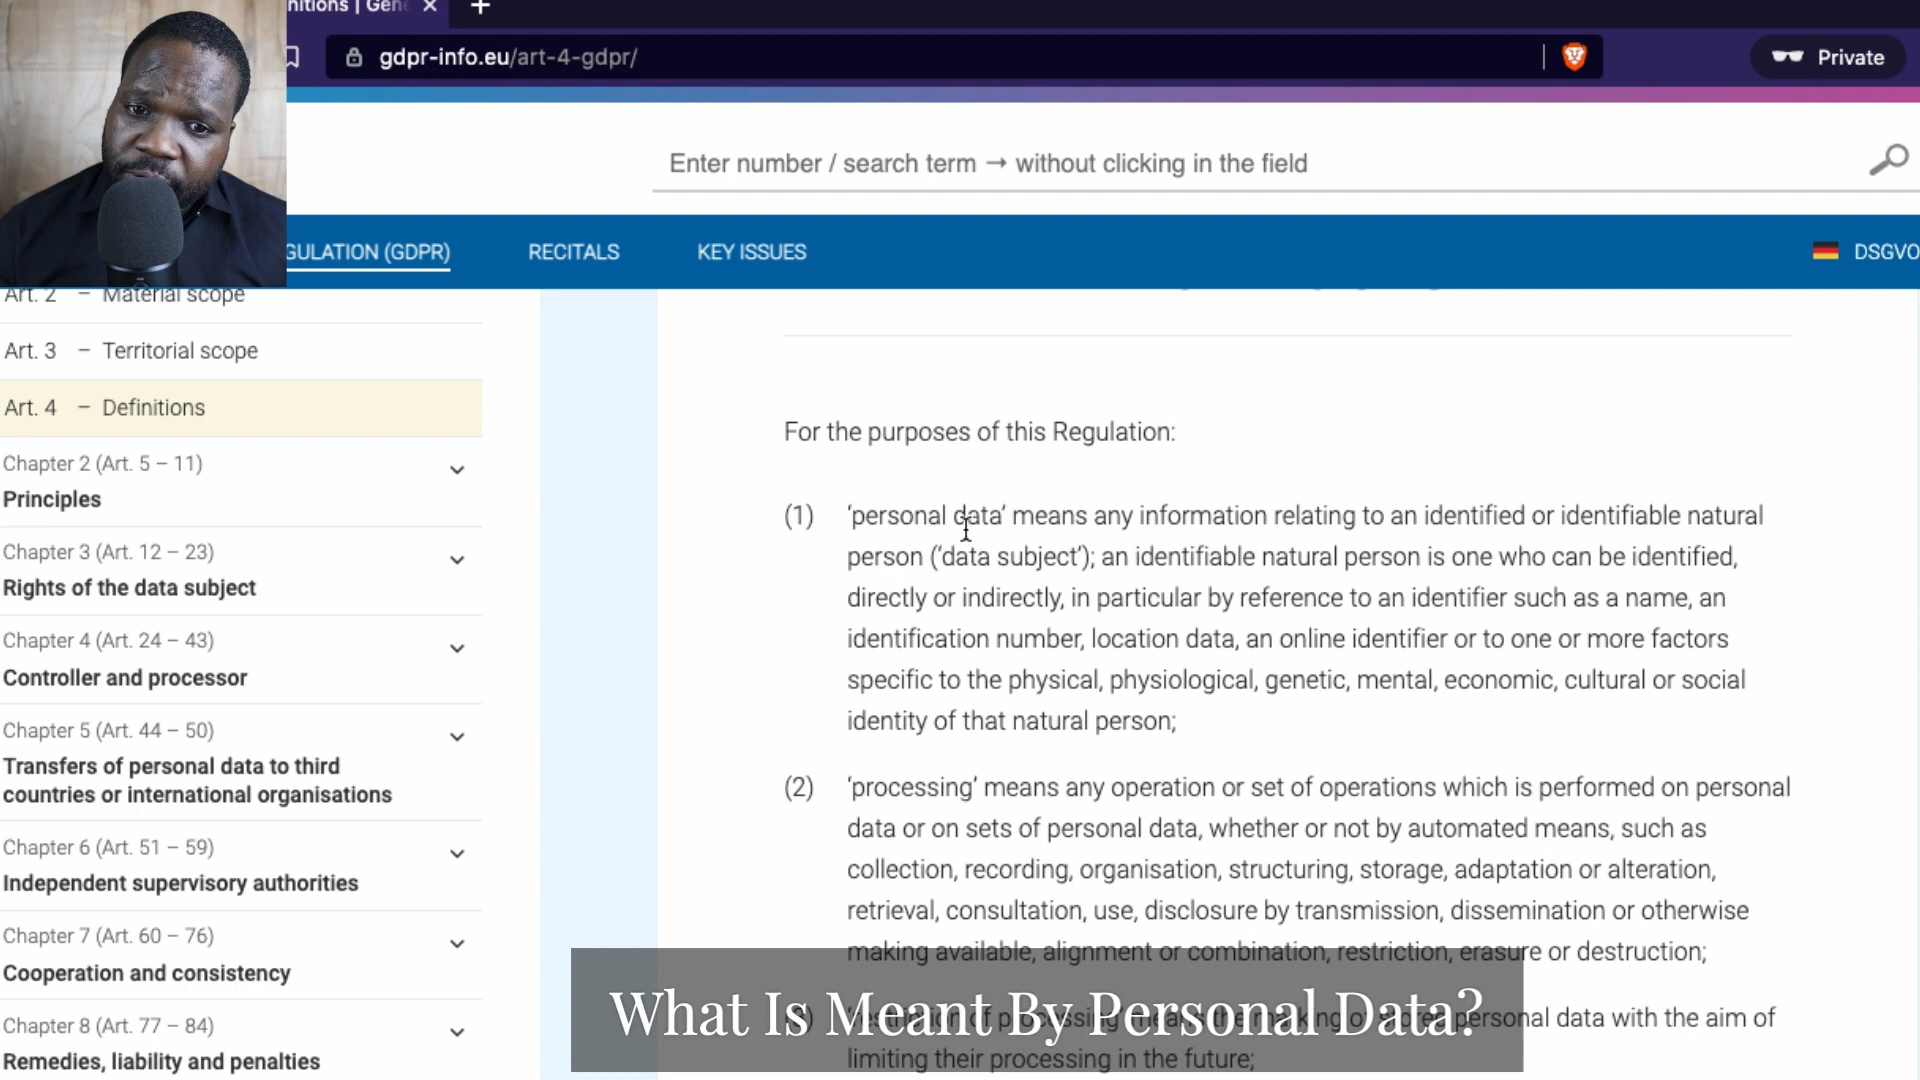 nitions | Gen
gdpr-info.eu/art-4-gdpr/
Private
Enter number / search term → without clicking in the field
GULATION (GDPR)
RECITALS
KEY ISSUES
DSGVO
Art. 2 – Material scope
Art. 3 – Territorial scope
Art. 4 – Definitions
Chapter 2 (Art. 5 – 11)
Principles
Chapter 3 (Art. 12 – 23)
Rights of the data subject
Chapter 4 (Art. 24 – 43)
Controller and processor
Chapter 5 (Art. 44 – 50)
Transfers of personal data to third
countries or international organisations
Chapter 6 (Art. 51 – 59)
Independent supervisory authorities
Chapter 7 (Art. 60 – 76)
Cooperation and consistency
Chapter 8 (Art. 77 – 84)
Remedies, liability and penalties
For the purposes of this Regulation:
(1) ‘personal data’ means any information relating to an identified or identifiable natural
person (‘data subject’); an identifiable natural person is one who can be identified,
directly or indirectly, in particular by reference to an identifier such as a name, an
identification number, location data, an online identifier or to one or more factors
specific to the physical, physiological, genetic, mental, economic, cultural or social
identity of that natural person;
(2) ‘processing’ means any operation or set of operations which is performed on personal
data or on sets of personal data, whether or not by automated means, such as
collection, recording, organisation, structuring, storage, adaptation or alteration,
retrieval, consultation, use, disclosure by transmission, dissemination or otherwise
making available, alignment or combination, restriction, erasure or destruction;
personal data with the aim of
limiting their processing in the future;
What Is Meant By Personal Data?